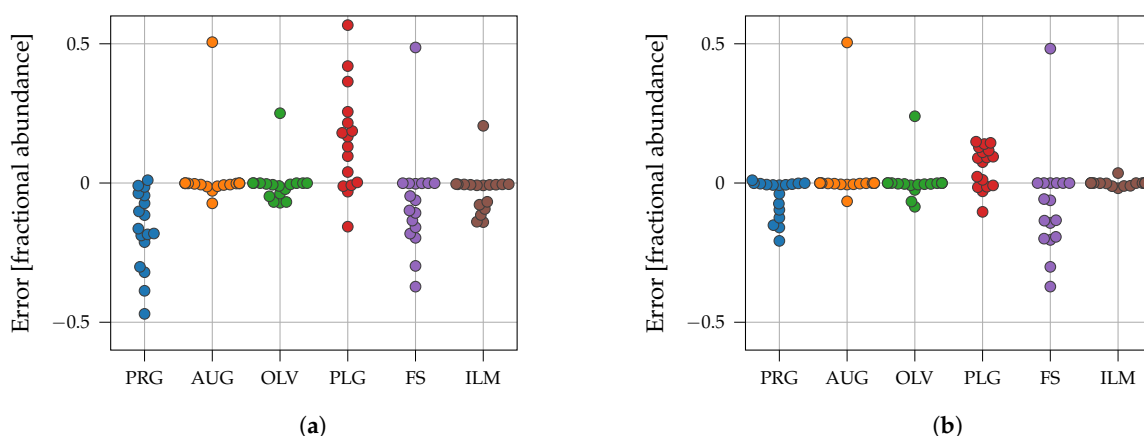 Error [fractional abundance]
0.5
0
−0.5
PRG AUG OLV PLG FS ILM
(a)
Error [fractional abundance]
0.5
0
−0.5
PRG AUG OLV PLG FS ILM
(b)